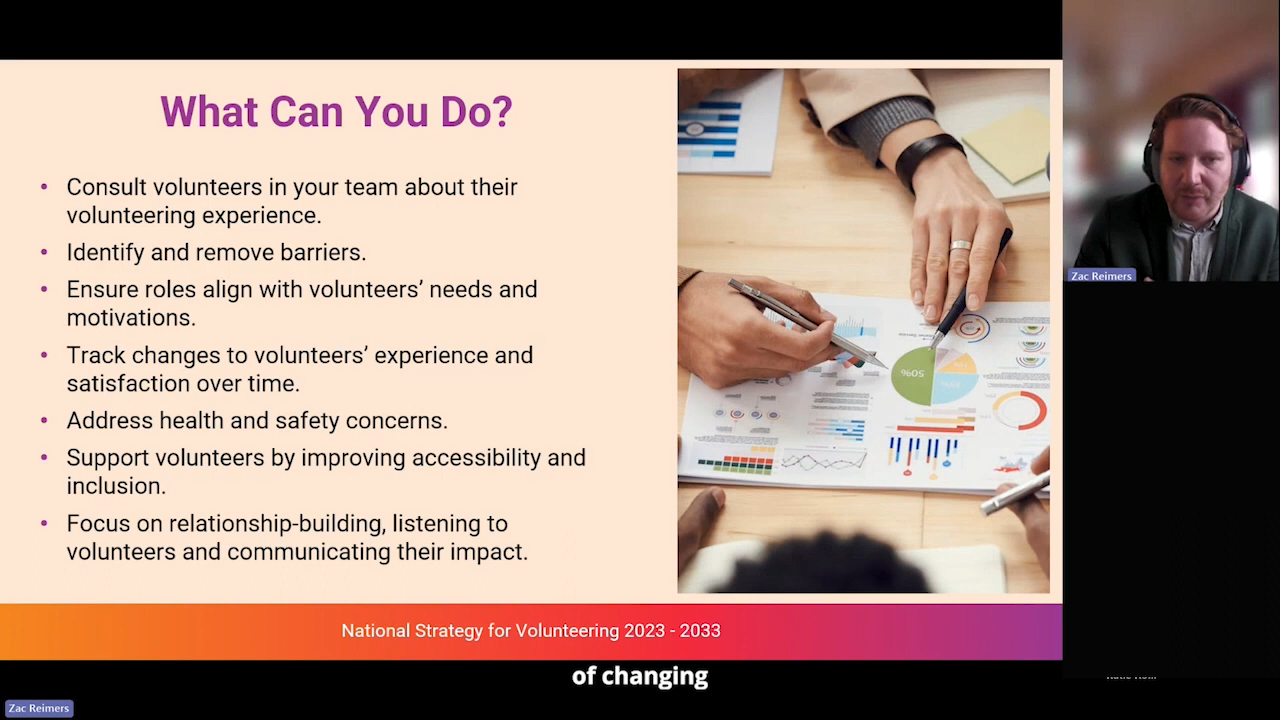 What Can You Do?
• Consult volunteers in your team about their
volunteering experience.
• Identify and remove barriers.
• Ensure roles align with volunteers’ needs and
motivations.
• Track changes to volunteers’ experience and
satisfaction over time.
• Address health and safety concerns.
• Support volunteers by improving accessibility and
inclusion.
• Focus on relationship-building, listening to
volunteers and communicating their impact.
50%
National Strategy for Volunteering 2023 - 2033
of changing
Zac Reimers
Zac Reimers